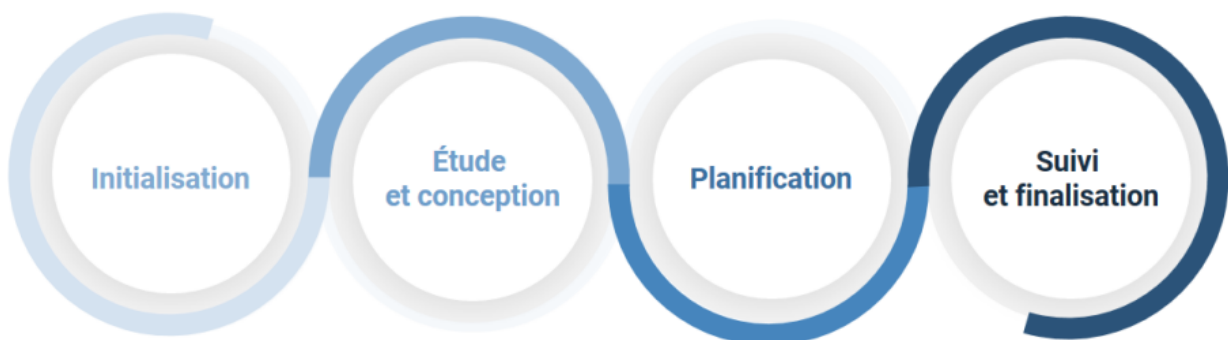 Initialisation
Étude
et conception
Planification
Suivi
et finalisation